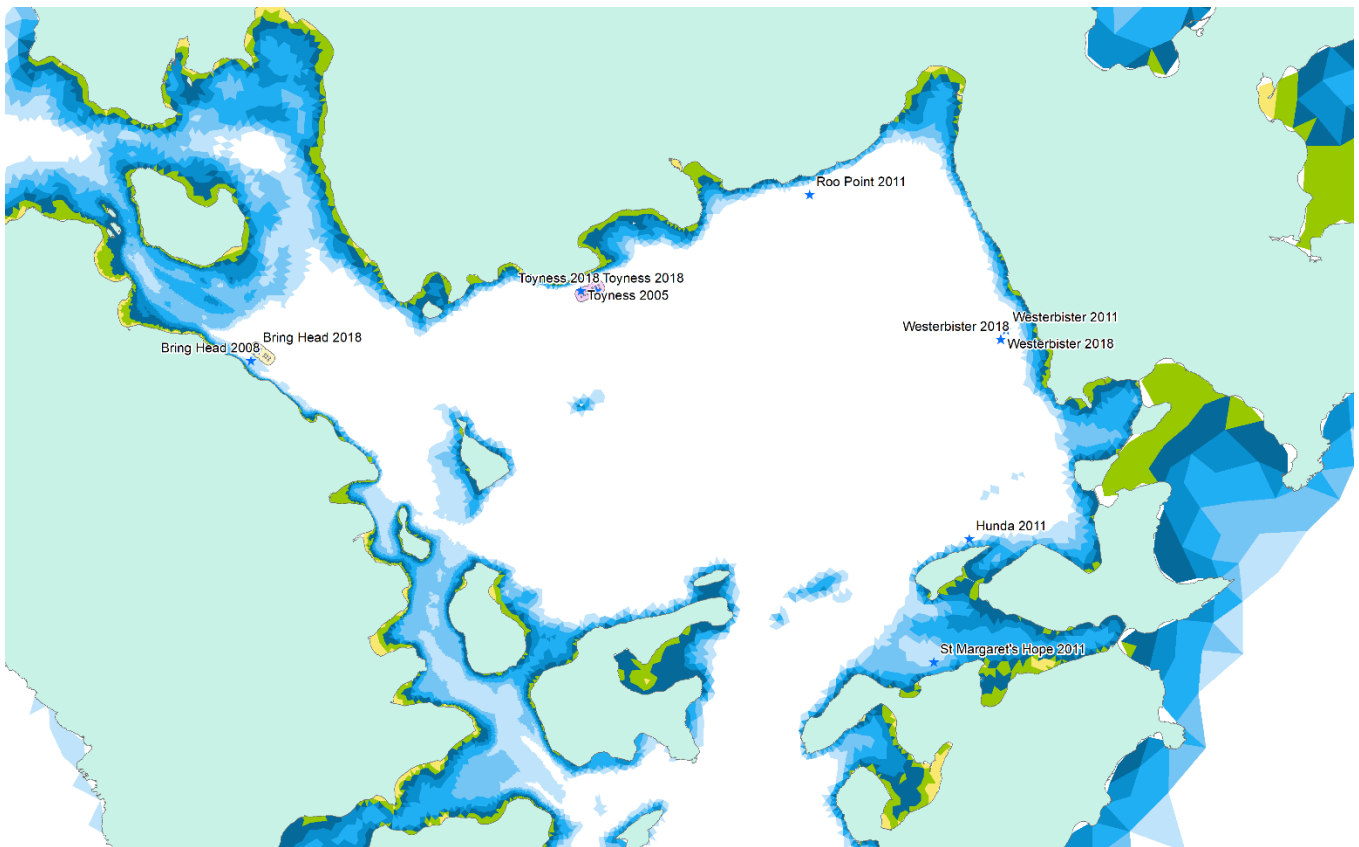 Roo Point 2011
Toyness 2018
Toyness 2018
Toyness 2005
Westerbister 2011
Westerbister 2018
Westerbister 2018
Bring Head 2018
Bring Head 2008
Hunda 2011
St Margaret's Hope 2011